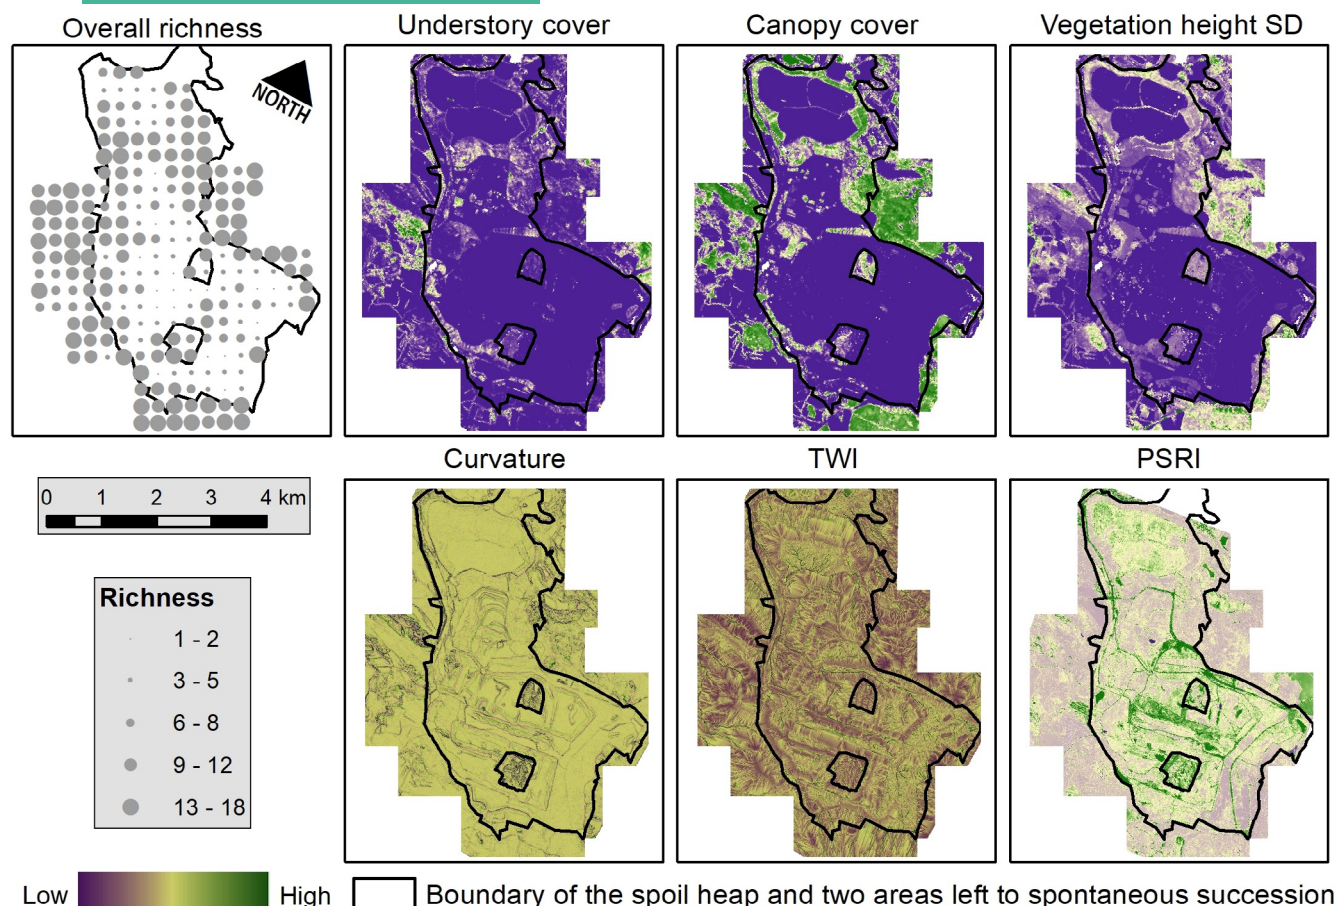 Overall richness
Understory cover
Canopy cover
Vegetation height SD
NORTH
Curvature
TWI
PSRI
0 1 2 3 4 km
Richness
1 - 2
3 - 5
6 - 8
9 - 12
13 - 18
Low High
Boundary of the spoil heap and two areas left to spontaneous succession